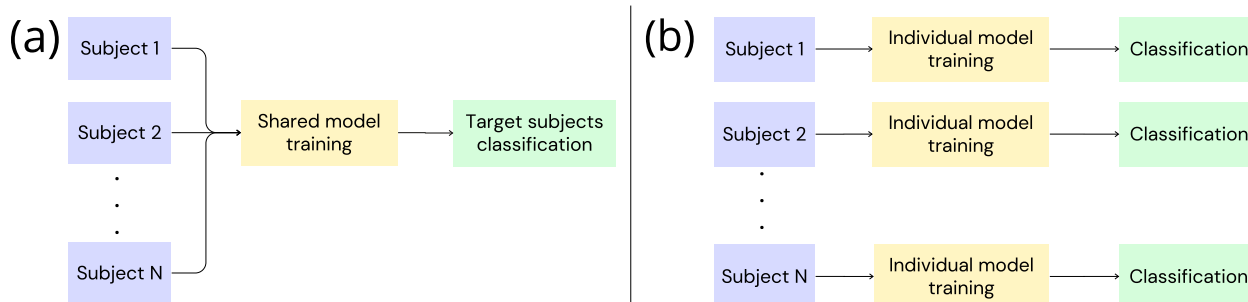 (a)
Subject 1
Subject 2
Subject N
Shared model
training
Target subjects
classification
(b)
Subject 1
Individual model
training
Classification
Subject 2
Individual model
training
Classification
Subject N
Individual model
training
Classification